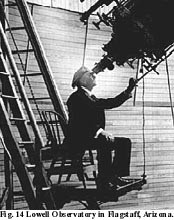 Fig. 14 Lowell Observatory in Flagstaff, Arizona.